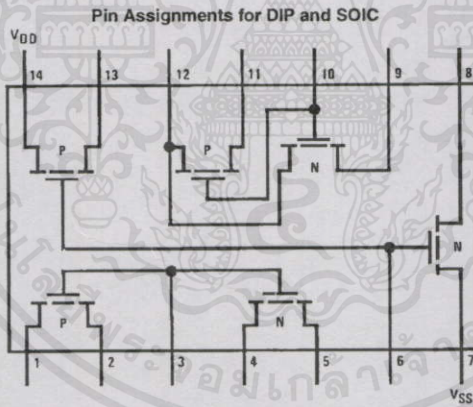 Pin Assignments for DIP and SOIC
VDD
14 13 12 11 10 9 8
P
P
N
N
P
N
1 2 3 4 5 6 7
VSS